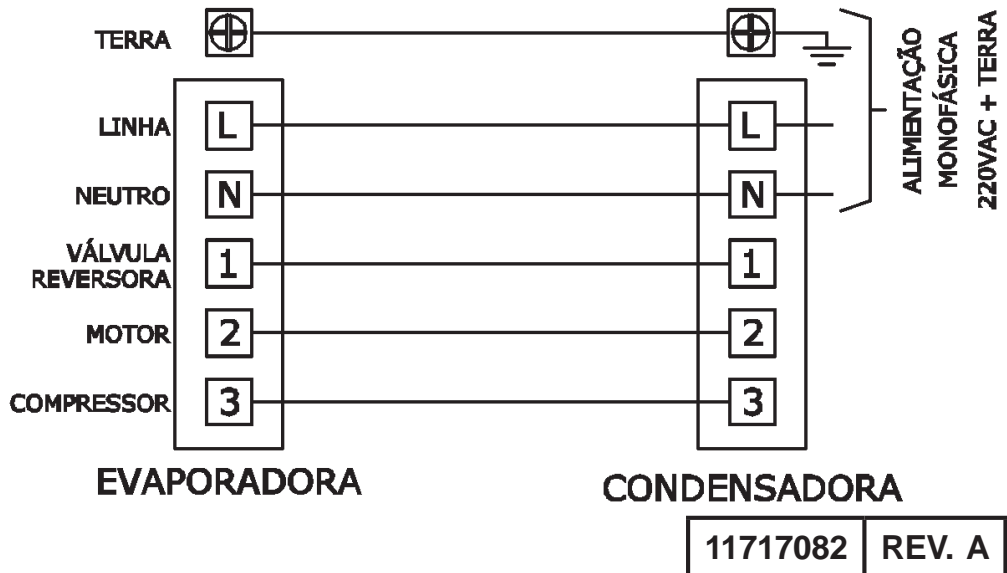 TERRA
LINHA L L
NEUTRO N N
VÁLVULA
REVERSORA 1 1
MOTOR 2 2
COMPRESSOR 3 3
EVAPORADORA
CONDENSADORA
ALIMENTAÇÃO
MONOFÁSICA
220VAC + TERRA
11717082 REV. A